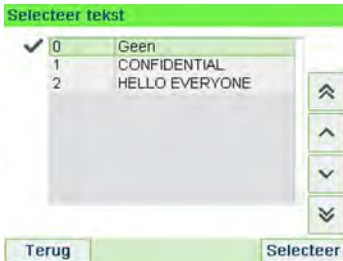 Selecteer tekst
0 Geen
1 CONFIDENTIAL
2 HELLO EVERYONE
Terug Selecteer